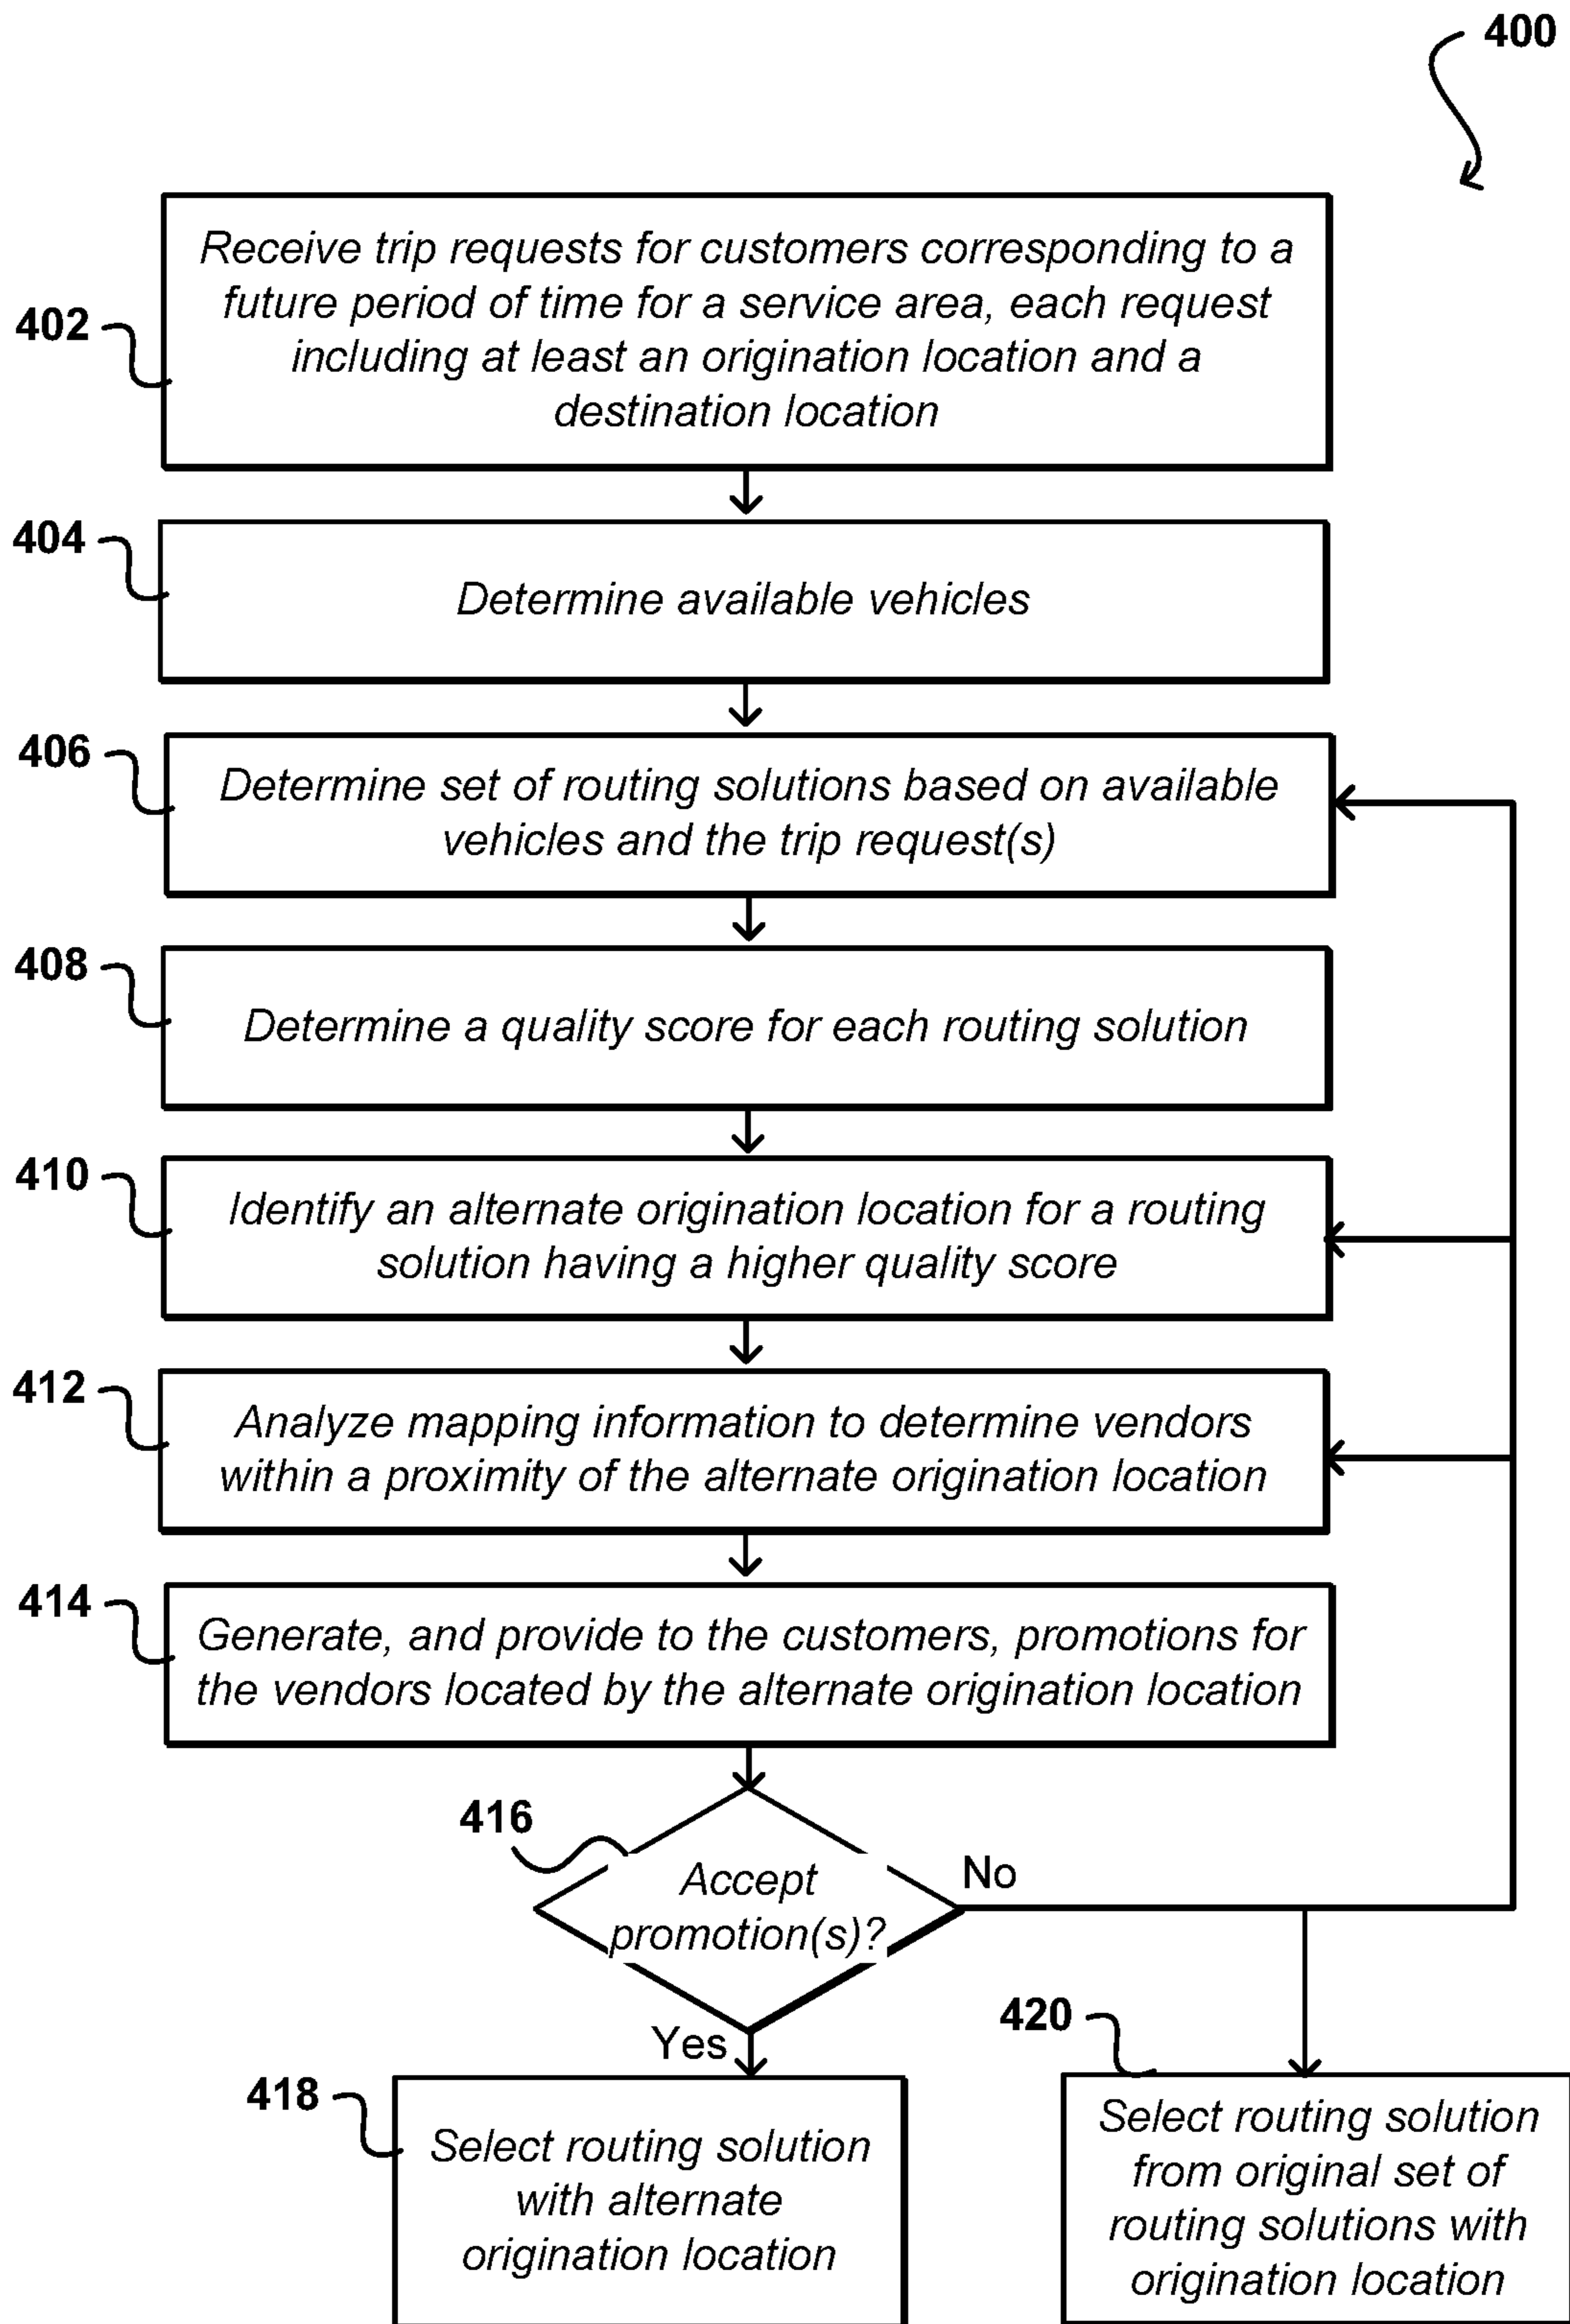 400
Receive trip requests for customers corresponding to a
future period of time for a service area, each request
including at least an origination location and a
destination location
402
404
Determine available vehicles
406
Determine set of routing solutions based on available
vehicles and the trip request(s)
408
Determine a quality score for each routing solution
410
Identify an alternate origination location for a routing
solution having a higher quality score
412
Analyze mapping information to determine vendors
within a proximity of the alternate origination location
414
Generate, and provide to the customers, promotions for
the vendors located by the alternate origination location
416
Accept
promotion(s)?
No
Yes
418
Select routing solution
with alternate
origination location
420
Select routing solution
from original set of
routing solutions with
origination location